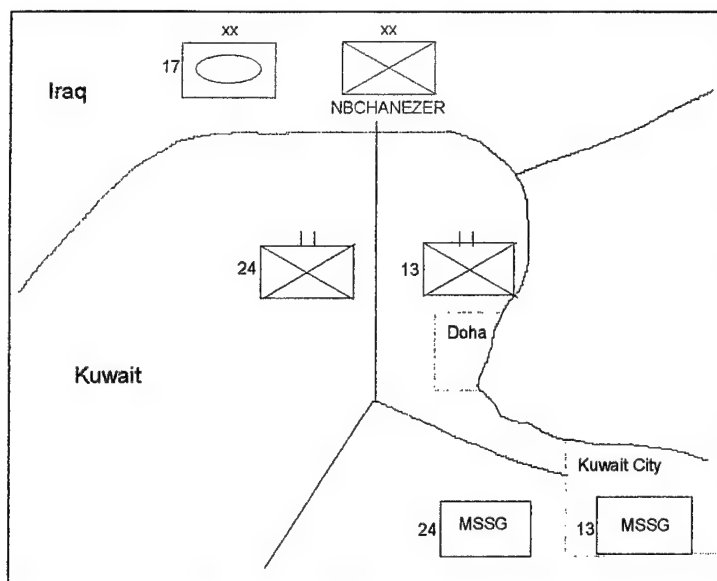 xx
xx
17
Iraq
NBCHANEZER
24
13
Doha
Kuwait
Kuwait City
24
MSSG
13
MSSG